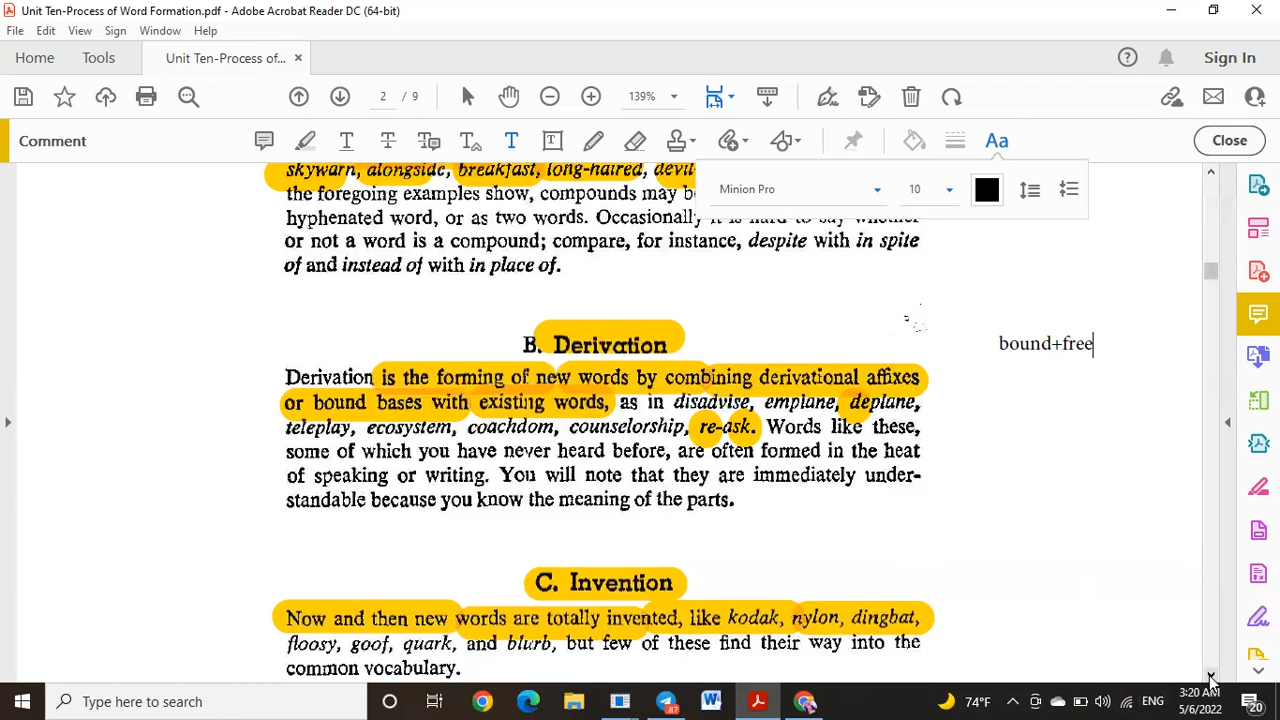 Unit Ten-Process of Word Formation.pdf - Adobe Acrobat Reader DC (64-bit)
File Edit View Sign Window Help
Home Tools Unit Ten-Process of... Sign In
2 / 9 139%
Comment Close
Minion Pro 10
skywarn, alongside, breakfast, long-haired, devil-
the foregoing examples show, compounds may be
hyphenated word, or as two words. Occasionally it is hard to say whether
or not a word is a compound; compare, for instance, despite with in spite
of and instead of with in place of.
B. Derivation
bound+free
Derivation is the forming of new words by combining derivational affixes
or bound bases with existing words, as in disadvise, emplane, deplane,
teleplay, ecosystem, coachdom, counselorship, re-ask. Words like these,
some of which you have never heard before, are often formed in the heat
of speaking or writing. You will note that they are immediately under-
standable because you know the meaning of the parts.
C. Invention
Now and then new words are totally invented, like kodak, nylon, dingbat,
floosy, goof, quark, and blurb, but few of these find their way into the
common vocabulary.
Type here to search
87
74°F
ENG
3:20 AM
5/6/2022
20